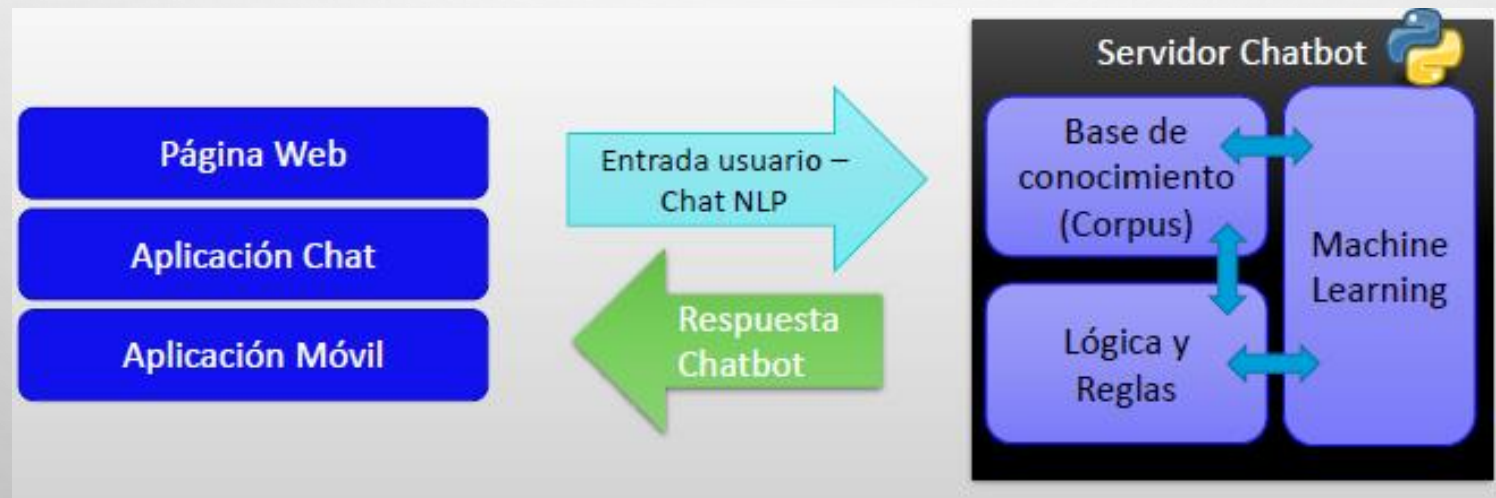 Página Web
Aplicación Chat
Aplicación Móvil
Entrada usuario –
Chat NLP
Respuesta
Chatbot
Servidor Chatbot
Base de
conocimiento
(Corpus)
Lógica y
Reglas
Machine
Learning